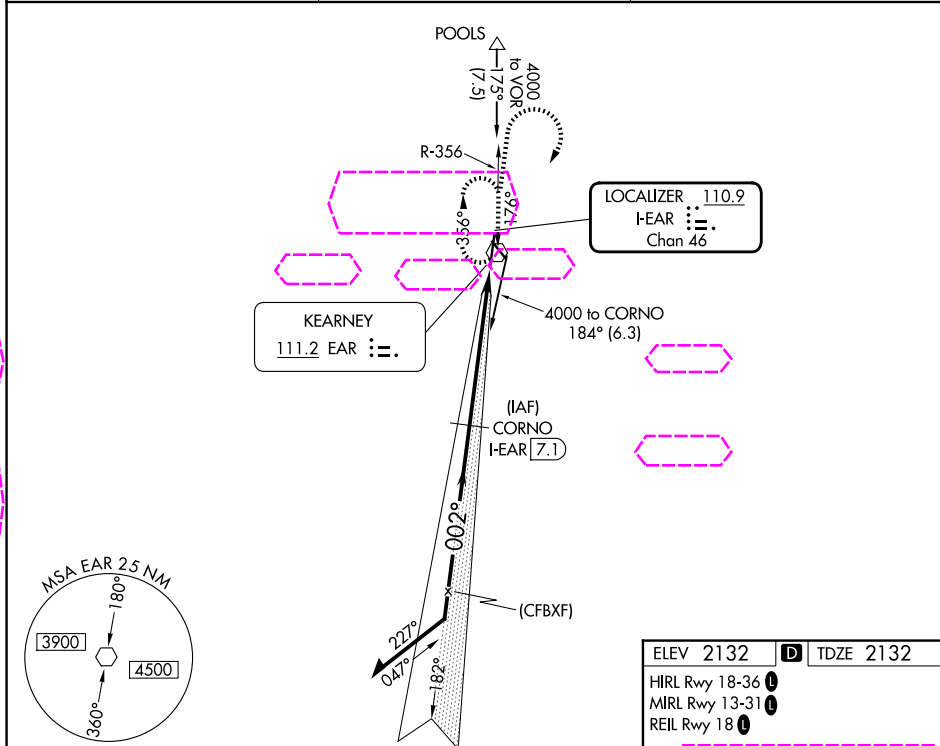 POOLS
175°
(7.5)
4000
to VOR
R-356
356°
176°
LOCALIZER 110.9
I-EAR
Chan 46
KEARNEY
111.2 EAR
4000 to CORNO
184° (6.3)
(IAF)
CORNO
I-EAR 7.1
002°
(CFBXF)
227°
047°
182°
MSA EAR 25 NM
180°
3900
4500
360°
ELEV 2132 D TDZE 2132
HIRL Rwy 18-36 L
MIRL Rwy 13-31 L
REIL Rwy 18 L